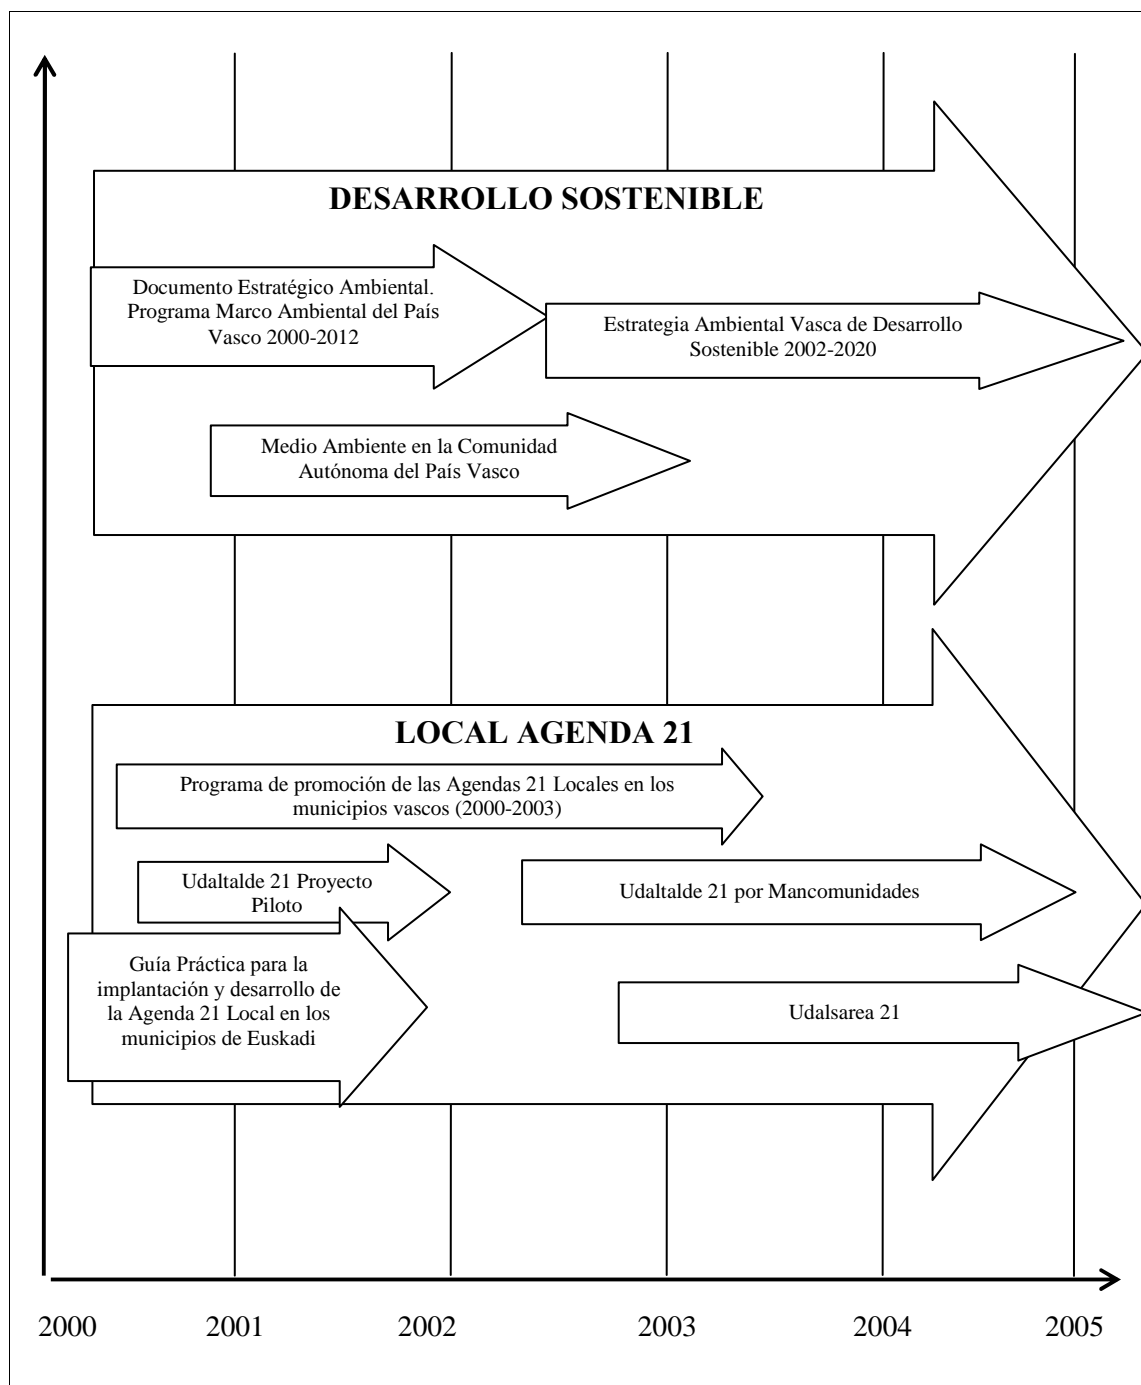 DESARROLLO SOSTENIBLE
Documento Estratégico Ambiental.
Programa Marco Ambiental del País
Vasco 2000-2012
Estrategia Ambiental Vasca de Desarrollo
Sostenible 2002-2020
Medio Ambiente en la Comunidad
Autónoma del País Vasco
LOCAL AGENDA 21
Programa de promoción de las Agendas 21 Locales en los
municipios vascos (2000-2003)
Udaltalde 21 Proyecto
Piloto
Udaltalde 21 por Mancomunidades
Guía Práctica para la
implantación y desarrollo de
la Agenda 21 Local en los
municipios de Euskadi
Udalsarea 21
2000 2001 2002 2003 2004 2005